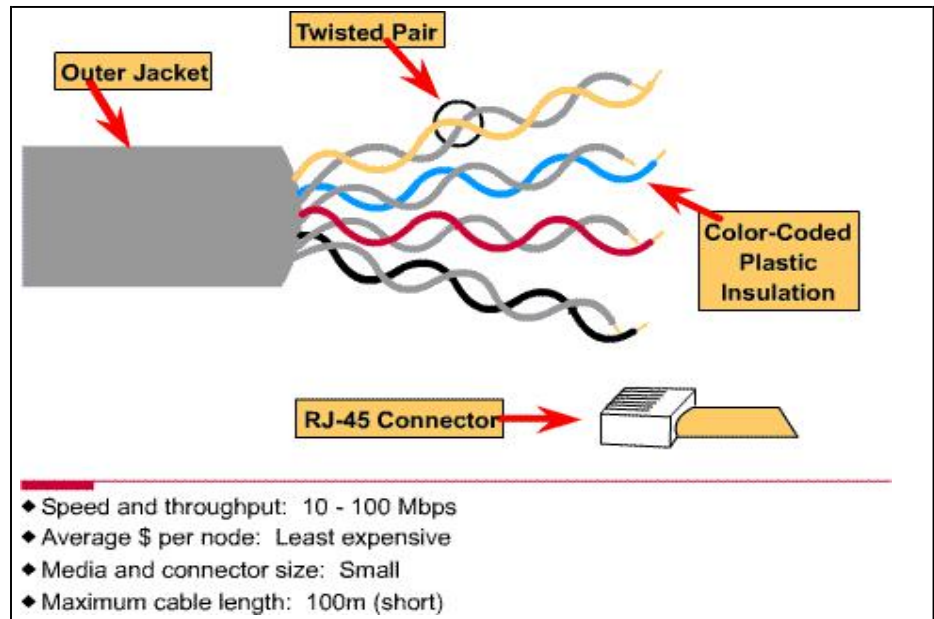 Twisted Pair
Outer Jacket
Color-Coded
Plastic
Insulation
RJ-45 Connector
◆ Speed and throughput: 10 - 100 Mbps
◆ Average $ per node: Least expensive
◆ Media and connector size: Small
◆ Maximum cable length: 100m (short)